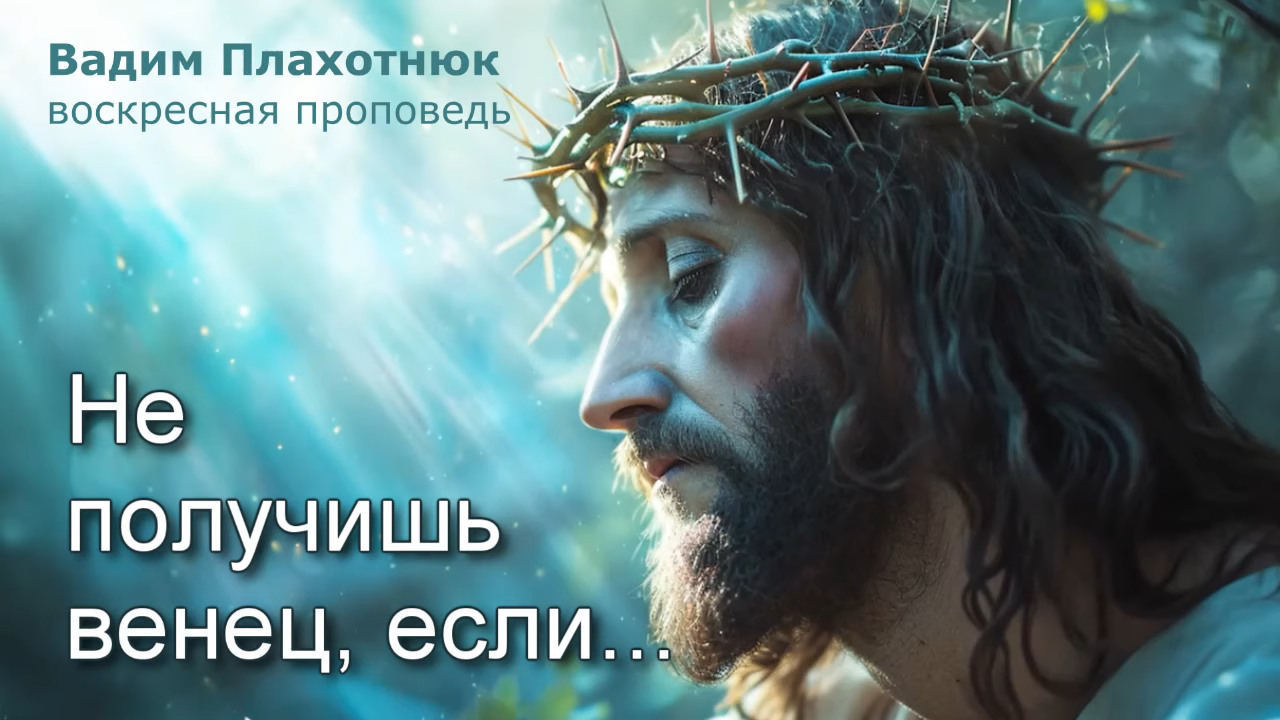 Вадим Плахотнюк
воскресная проповедь
Не
получишь
венец, если...